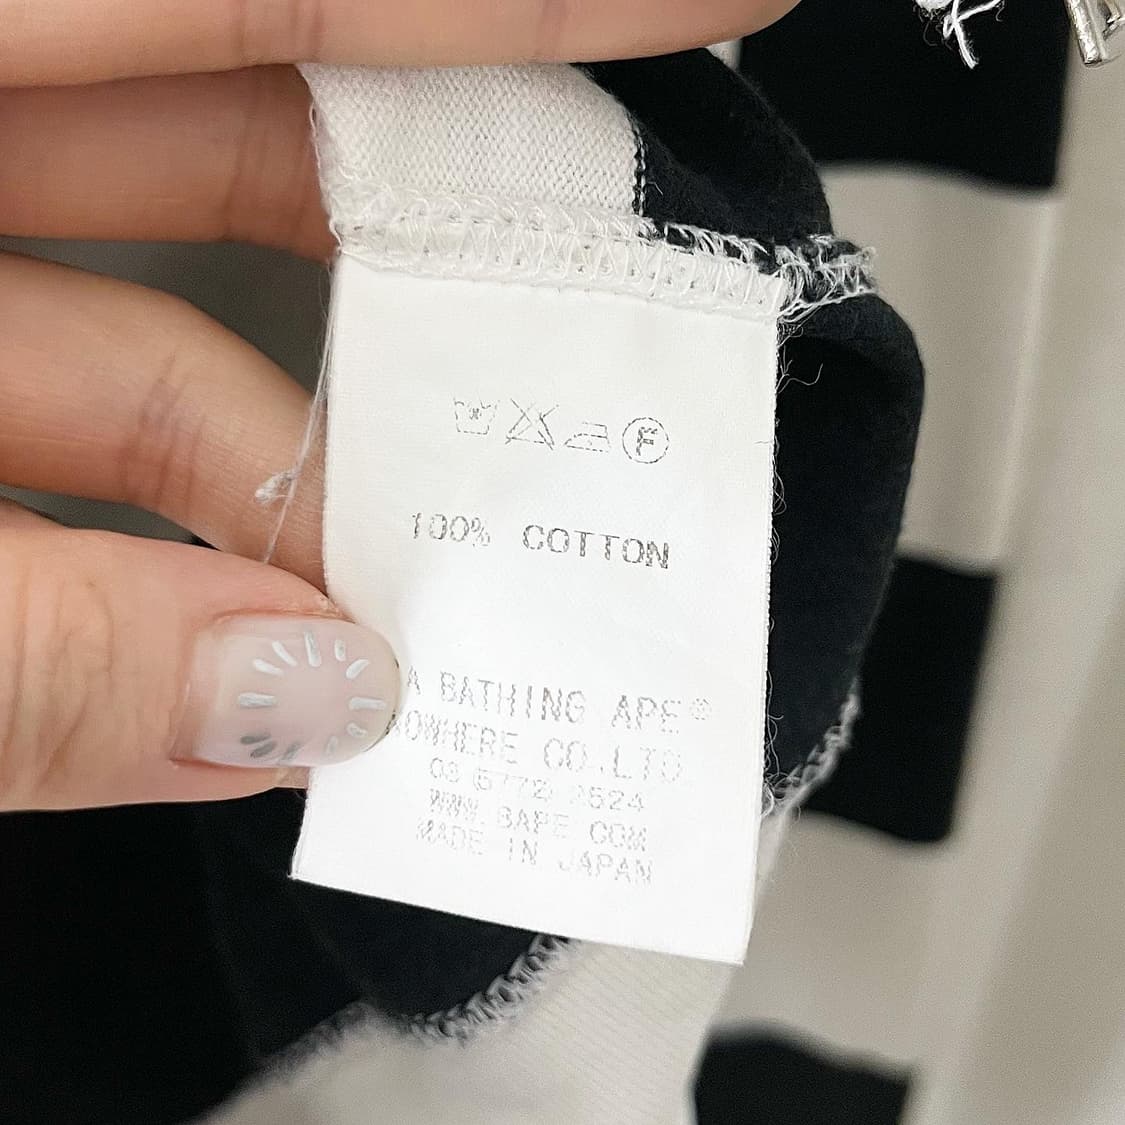 F
100% COTTON
A BATHING APE®
NOWHERE CO.,LTD.
03 (5772) 2524
WWW.BAPE.COM
MADE IN JAPAN